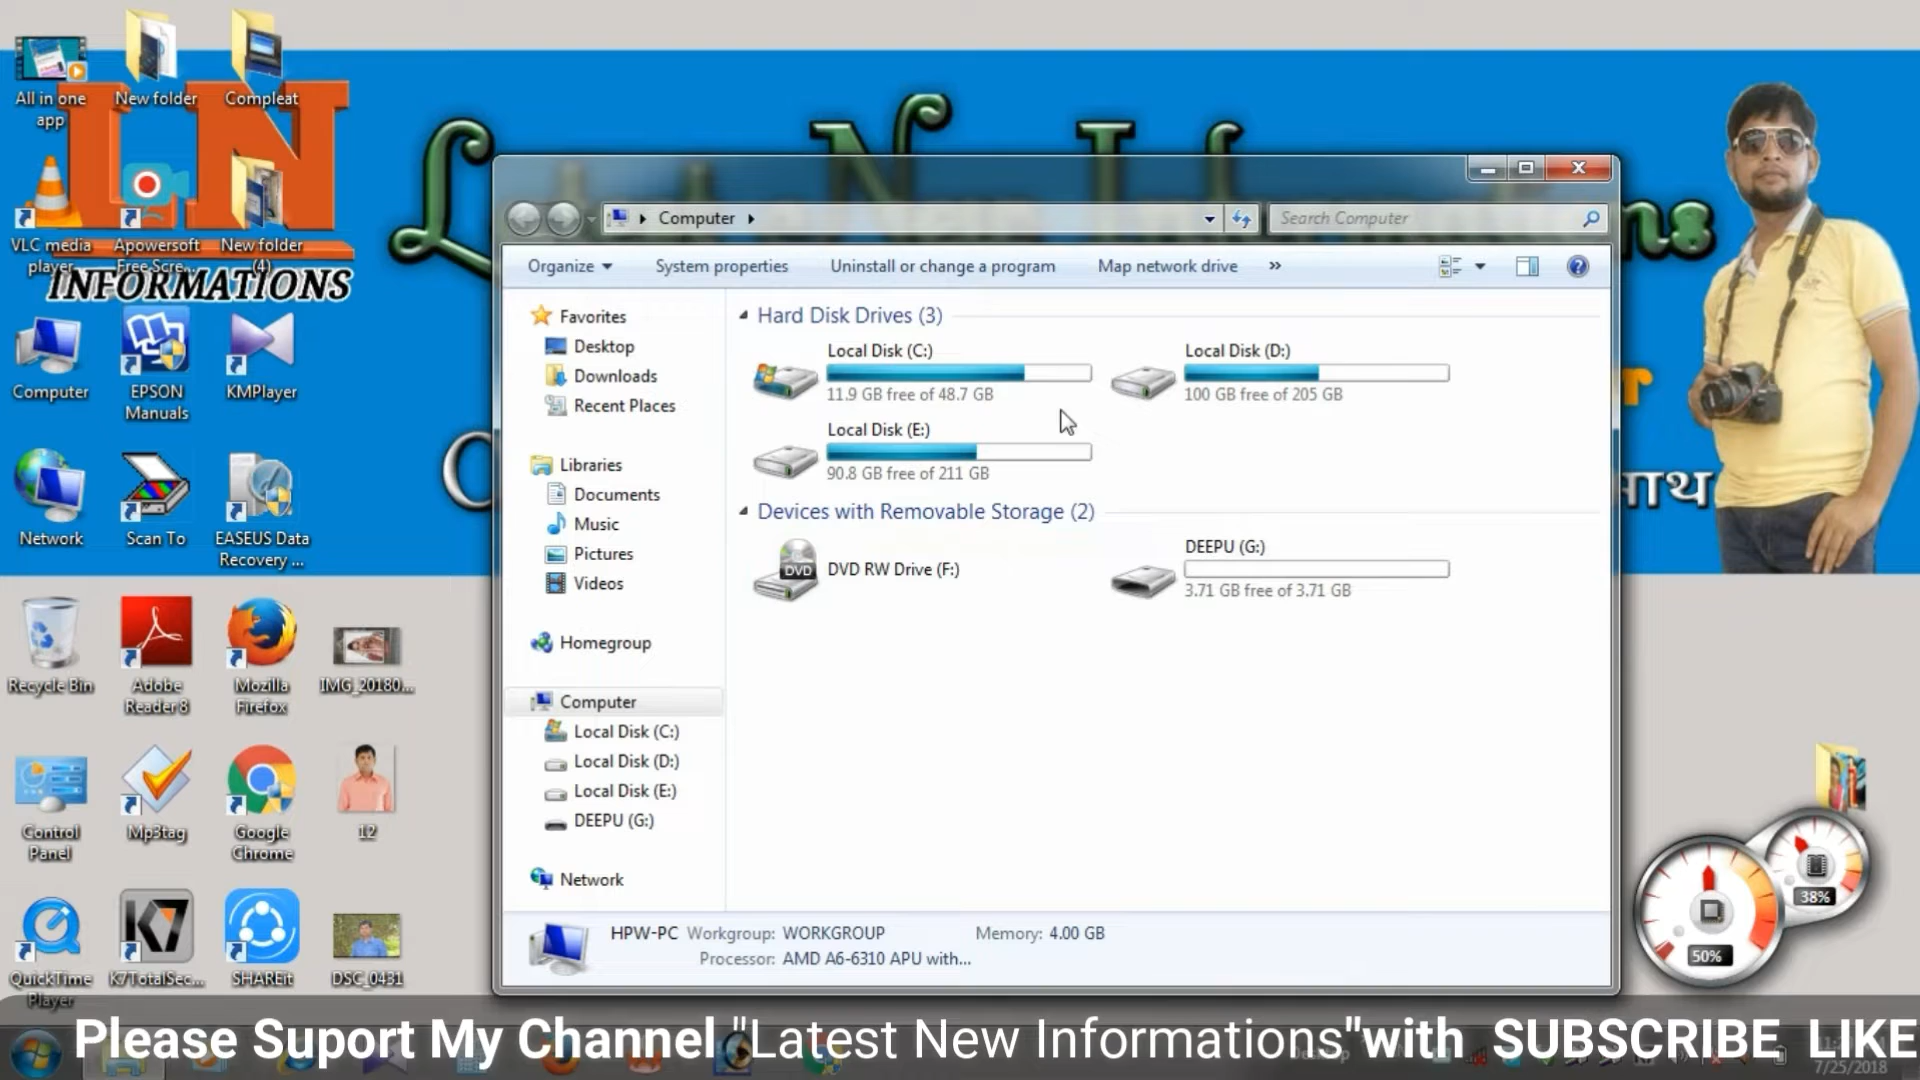 All in one app
New folder
Compleat
VLC media player
Apowersoft Free Scre...
New folder (4)
LN
INFORMATIONS
Computer
EPSON Manuals
KMPlayer
Network
Scan To
EASEUS Data Recovery ...
Recycle Bin
Adobe Reader 8
Mozilla Firefox
IMG_20180...
Control Panel
Mp3tag
Google Chrome
12
QuickTime Player
K7TotalSec...
SHAREit
DSC_0431
Computer
Search Computer
Organize
System properties
Uninstall or change a program
Map network drive
»
Favorites
Desktop
Downloads
Recent Places
Libraries
Documents
Music
Pictures
Videos
Homegroup
Computer
Local Disk (C:)
Local Disk (D:)
Local Disk (E:)
DEEPU (G:)
Network
Hard Disk Drives (3)
Local Disk (C:)
11.9 GB free of 48.7 GB
Local Disk (D:)
100 GB free of 205 GB
Local Disk (E:)
90.8 GB free of 211 GB
Devices with Removable Storage (2)
DVD
DVD RW Drive (F:)
DEEPU (G:)
3.71 GB free of 3.71 GB
HPW-PC Workgroup: WORKGROUP Memory: 4.00 GB
Processor: AMD A6-6310 APU with...
50%
38%
Please Suport My Channel "Latest New Informations"with SUBSCRIBE LIKE
7/25/2018